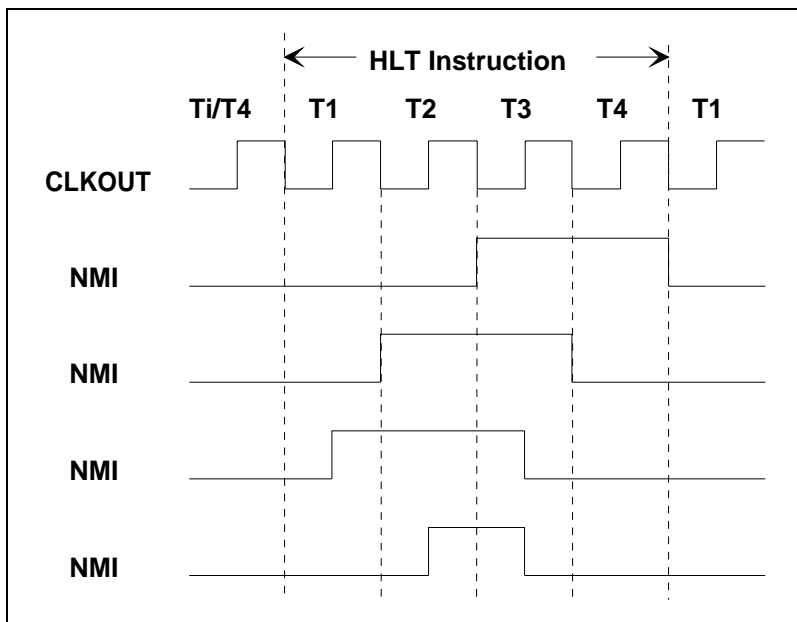 HLT Instruction
Ti/T4 T1 T2 T3 T4 T1
CLKOUT
NMI
NMI
NMI
NMI